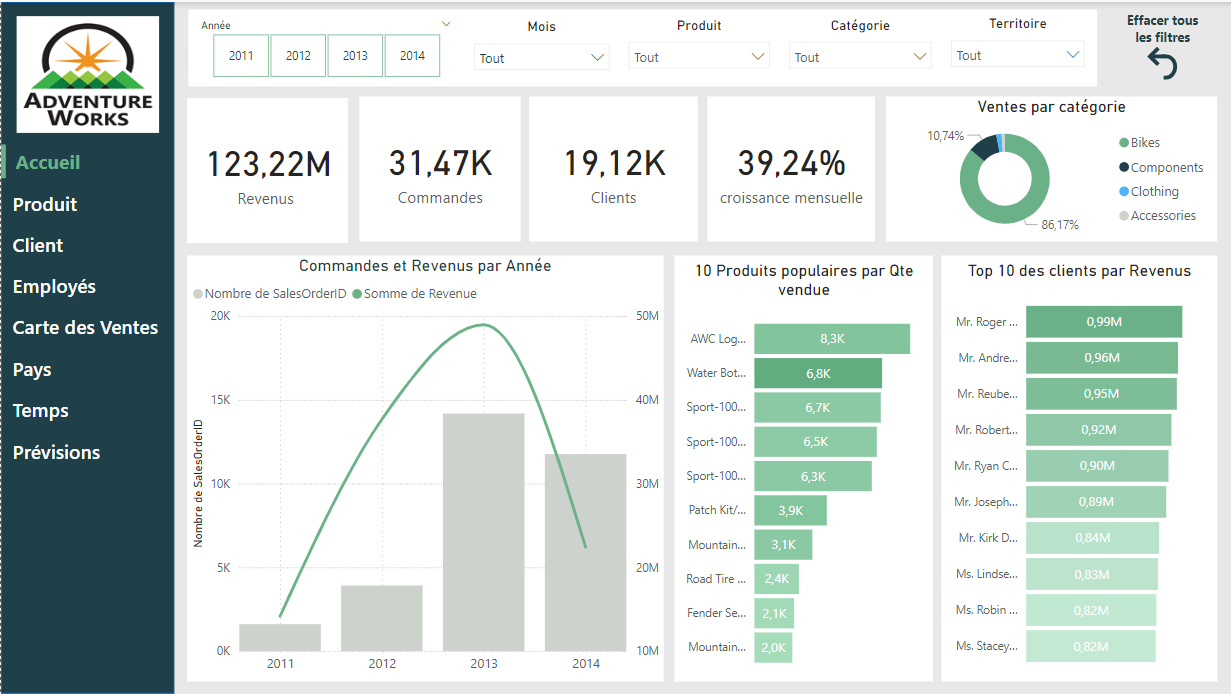 ADVENTURE
WORKS
Accueil
Produit
Client
Employés
Carte des Ventes
Pays
Temps
Prévisions
Année
2011
2012
2013
2014
Mois
Tout
Produit
Tout
Catégorie
Tout
Territoire
Tout
Effacer tous
les filtres
123,22M
Revenus
31,47K
Commandes
19,12K
Clients
39,24%
croissance mensuelle
Ventes par catégorie
10,74%
86,17%
Bikes
Components
Clothing
Accessories
Commandes et Revenus par Année
Nombre de SalesOrderID
Somme de Revenue
Nombre de SalesOrderID
20K
15K
10K
5K
0K
50M
40M
30M
20M
10M
2011
2012
2013
2014
10 Produits populaires par Qte
vendue
AWC Log... 8,3K
Water Bot... 6,8K
Sport-100... 6,7K
Sport-100... 6,5K
Sport-100... 6,3K
Patch Kit/... 3,9K
Mountain... 3,1K
Road Tire ... 2,4K
Fender Se... 2,1K
Mountain... 2,0K
Top 10 des clients par Revenus
Mr. Roger ... 0,99M
Mr. Andre... 0,96M
Mr. Reube... 0,95M
Mr. Robert... 0,92M
Mr. Ryan C... 0,90M
Mr. Joseph... 0,89M
Mr. Kirk D... 0,84M
Ms. Lindse... 0,83M
Ms. Robin ... 0,82M
Ms. Stacey... 0,82M